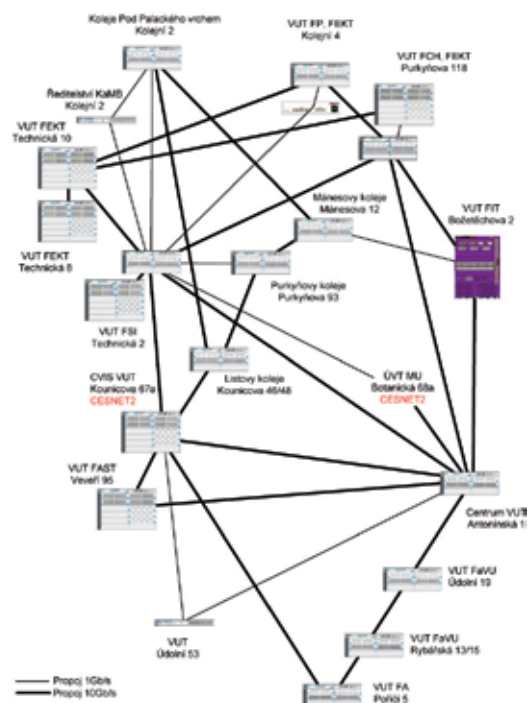 Koleje Pod Palackého vrchem
Kolejní 2
VUT FP, FEKT
Kolejní 4
VUT FCH, FEKT
Purkyňova 118
Ředitelství KaMB
Kolejní 2
VUT FEKT
Technická 10
Mánesovy koleje
Mánesova 12
VUT FIT
Božetěchova 2
VUT FEKT
Technická 8
Purkyňovy koleje
Purkyňova 93
VUT FSI
Technická 2
CVIS VUT
Kounicova 67a
CESNET2
Listovy koleje
Kounicova 46/48
ÚVT MU
Botanická 68a
CESNET2
VUT FAST
Veveří 95
Centrum VUT
Antonínská 1
VUT FaVU
Údolní 19
VUT
Údolní 53
VUT FaVU
Rybářská 13/15
VUT FA
Poříčí 5
Propoj 1Gb/s
Propoj 10Gb/s